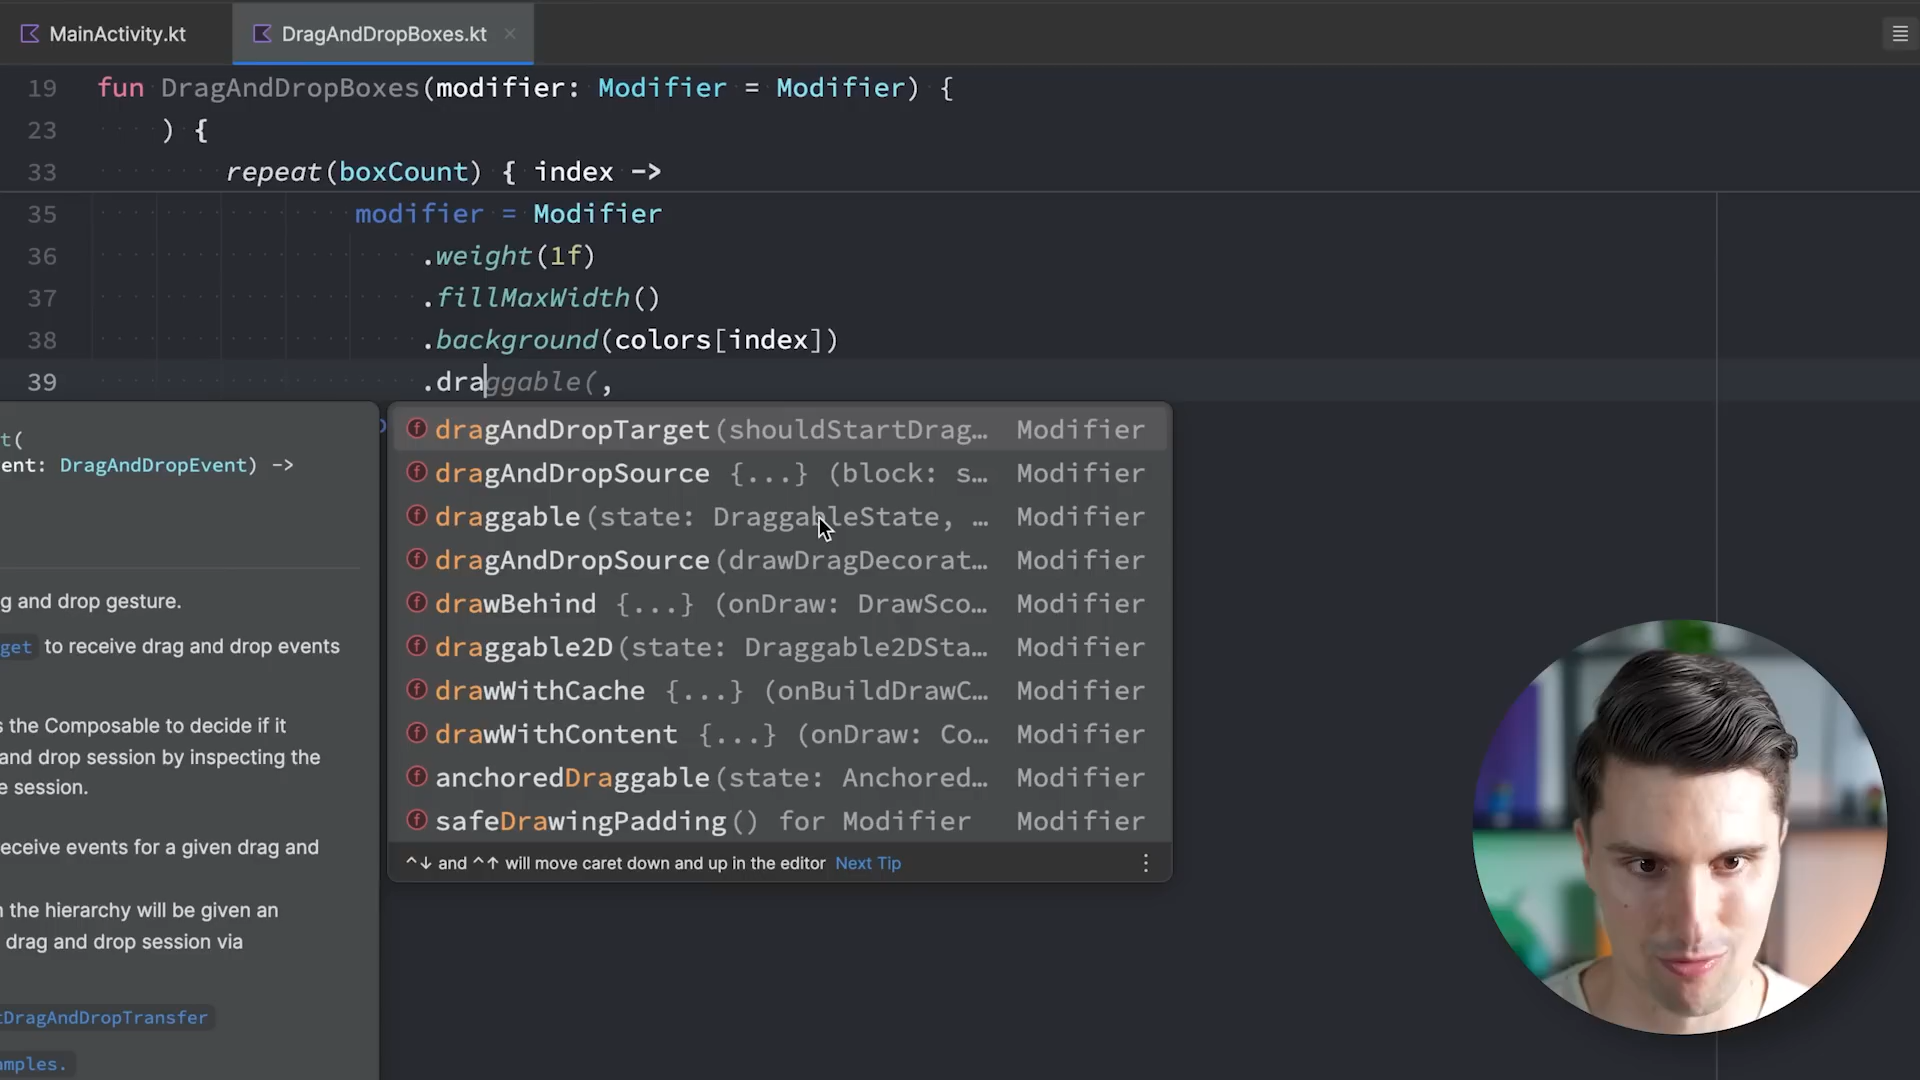 MainActivity.kt
DragAndDropBoxes.kt
19 fun DragAndDropBoxes(modifier: Modifier = Modifier) {
23 ) {
33 repeat(boxCount) { index ->
35 modifier = Modifier
36 .weight(1f)
37 .fillMaxWidth()
38 .background(colors[index])
39 .draggable(,
t(
ent: DragAndDropEvent) ->
g and drop gesture.
get to receive drag and drop events
s the Composable to decide if it
and drop session by inspecting the
e session.
eceive events for a given drag and
n the hierarchy will be given an
drag and drop session via
tDragAndDropTransfer
amples.
dragAndDropTarget(shouldStartDrag… Modifier
dragAndDropSource {...} (block: s… Modifier
draggable(state: DraggableState, … Modifier
dragAndDropSource(drawDragDecorat… Modifier
drawBehind {...} (onDraw: DrawSco… Modifier
draggable2D(state: Draggable2DSta… Modifier
drawWithCache {...} (onBuildDrawC… Modifier
drawWithContent {...} (onDraw: Co… Modifier
anchoredDraggable(state: Anchored… Modifier
safeDrawingPadding() for Modifier Modifier
^↓ and ^↑ will move caret down and up in the editor Next Tip